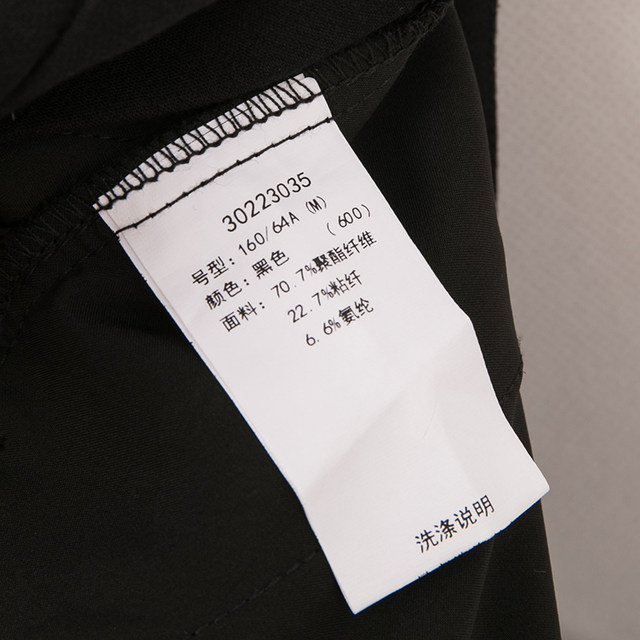 30223035
号型：160/64A (M)
颜色：黑色 (600)
面料：70.7%聚酯纤维
22.7%粘纤
6.6%氨纶
洗涤说明